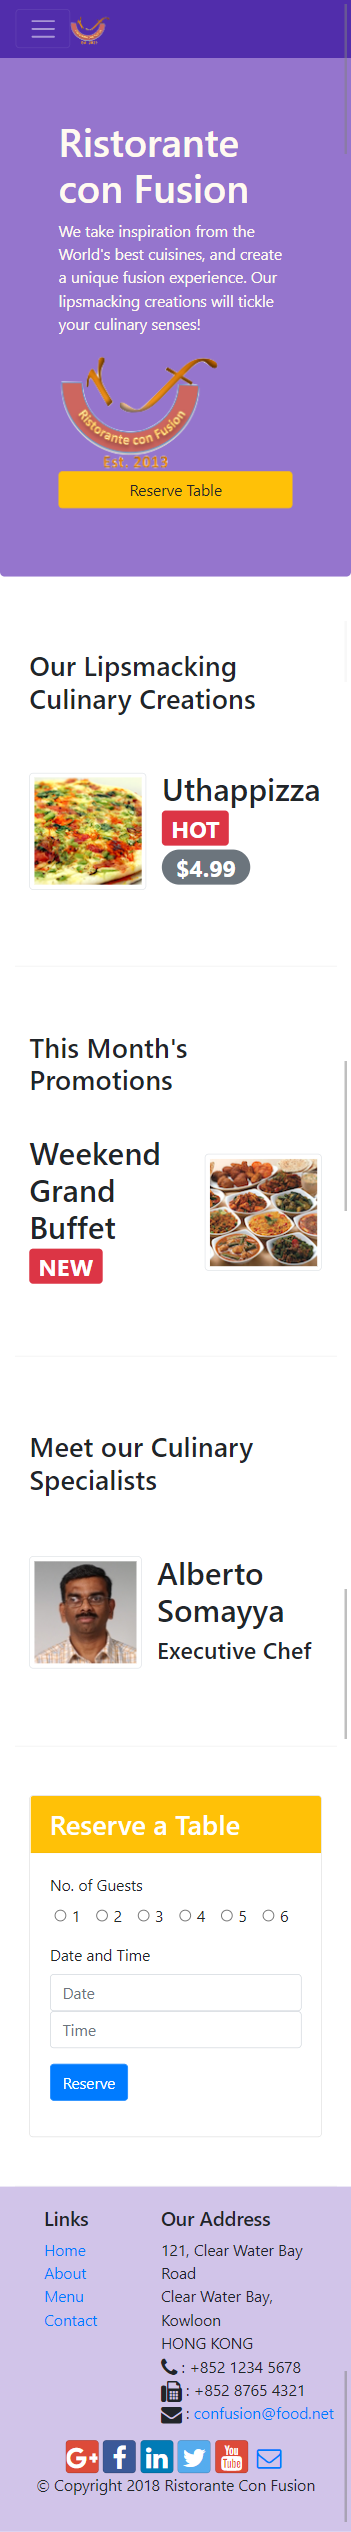 Ristorante
con Fusion
We take inspiration from the
World's best cuisines, and create
a unique fusion experience. Our
lipsmacking creations will tickle
your culinary senses!
Ristorante con Fusion
Est. 2019
Reserve Table
Our Lipsmacking
Culinary Creations
Uthappizza
HOT
$4.99
This Month's
Promotions
Weekend
Grand
Buffet
NEW
Meet our Culinary
Specialists
Alberto
Somayya
Executive Chef
Reserve a Table
No. of Guests
1 2 3 4 5 6
Date and Time
Date
Time
Reserve
Links
Home
About
Menu
Contact
Our Address
121, Clear Water Bay
Road
Clear Water Bay,
Kowloon
HONG KONG
: +852 1234 5678
: +852 8765 4321
: confusion@food.net
G+ f in You Tube
© Copyright 2018 Ristorante Con Fusion